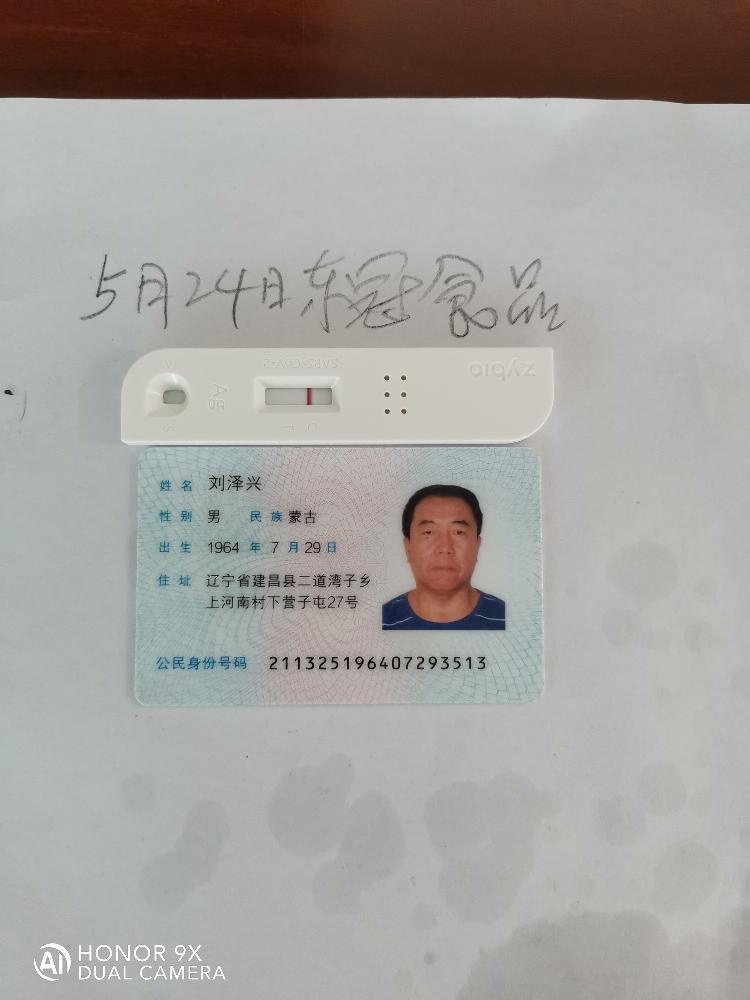 5月24日东冠食品
zybio
SARS-CoV-2
Ag
C T
S
姓名 刘泽兴
性别 男 民族 蒙古
出生 1964 年 7 月 29 日
住址 辽宁省建昌县二道湾子乡
上河南村下营子屯27号
公民身份号码 211325196407293513
AI HONOR 9X
DUAL CAMERA